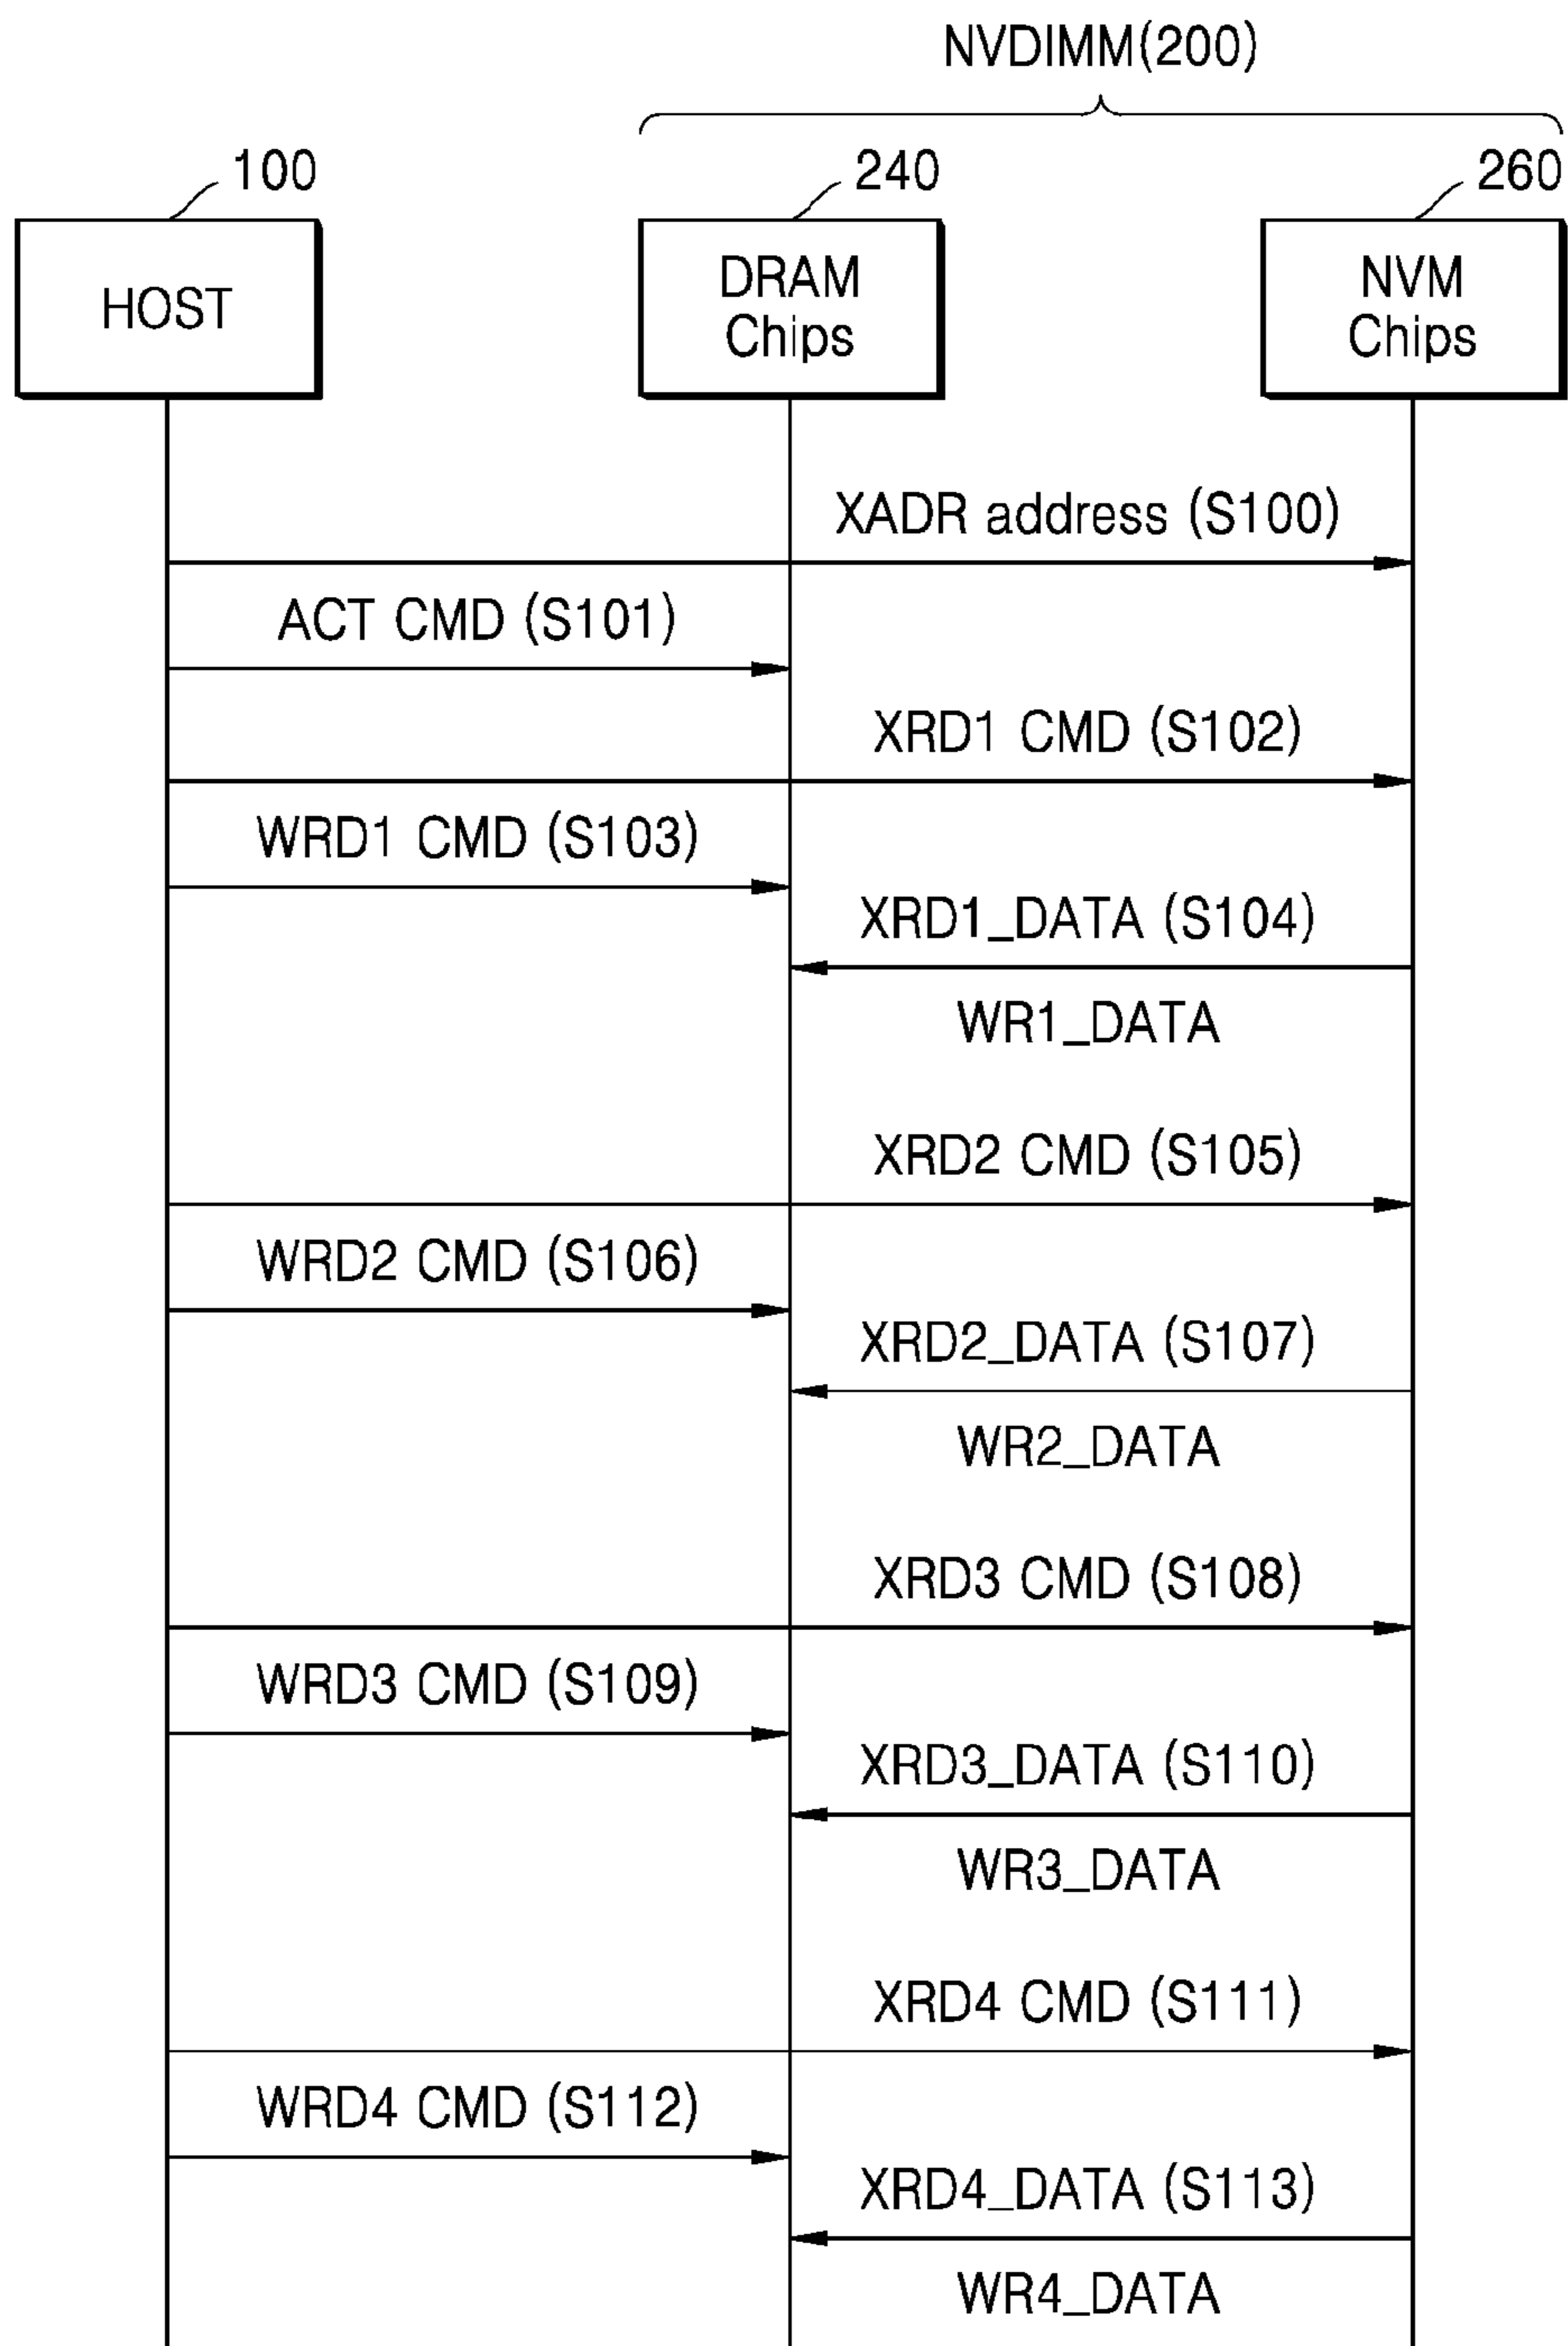 NVDIMM(200)
100
240
260
HOST
DRAM
Chips
NVM
Chips
XADR address (S100)
ACT CMD (S101)
XRD1 CMD (S102)
WRD1 CMD (S103)
XRD1_DATA (S104)
WR1_DATA
XRD2 CMD (S105)
WRD2 CMD (S106)
XRD2_DATA (S107)
WR2_DATA
XRD3 CMD (S108)
WRD3 CMD (S109)
XRD3_DATA (S110)
WR3_DATA
XRD4 CMD (S111)
WRD4 CMD (S112)
XRD4_DATA (S113)
WR4_DATA